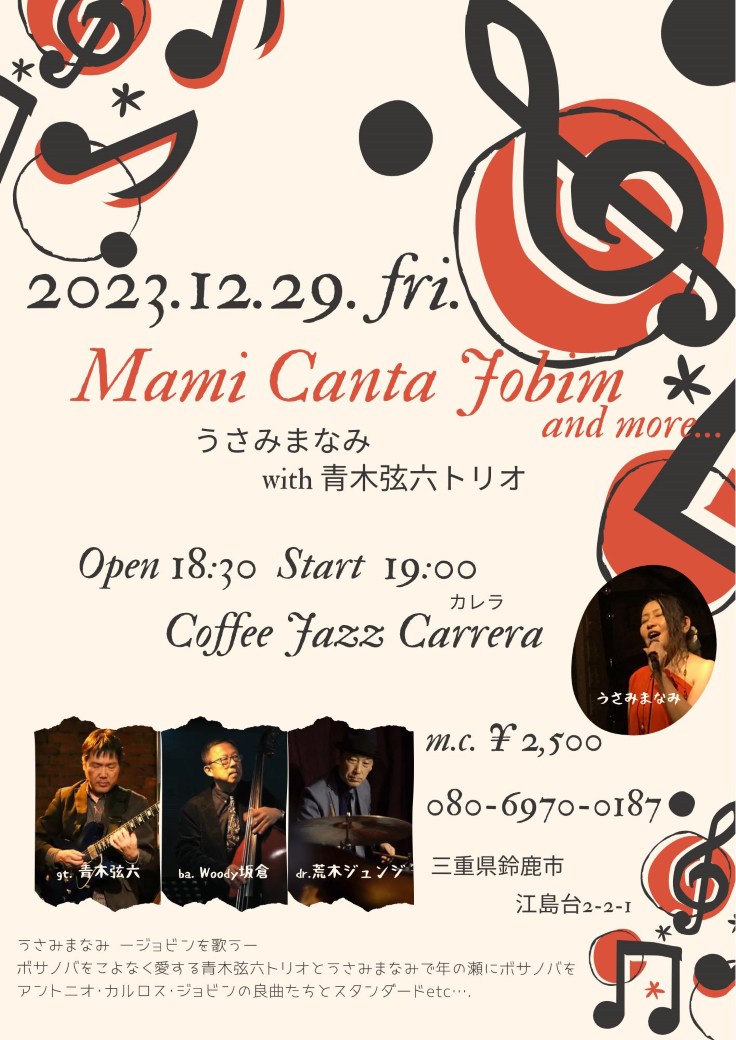 2023.12.29. fri.
Mami Canta Jobim
and more...
うさみまなみ
with 青木弦六トリオ
Open 18:30 Start 19:00
カレラ
Coffee Jazz Carrera
うさみまなみ
m.c. ¥ 2,500
080-6970-0187
gt. 青木弦六
ba. Woody坂倉
dr.荒木ジュンジ
三重県鈴鹿市
江島台2-2-1
うさみまなみ ージョビンを歌うー
ボサノバをこよなく愛する青木弦六トリオとうさみまなみで年の瀬にボサノバを
アントニオ・カルロス・ジョビンの良曲たちとスタンダードetc….